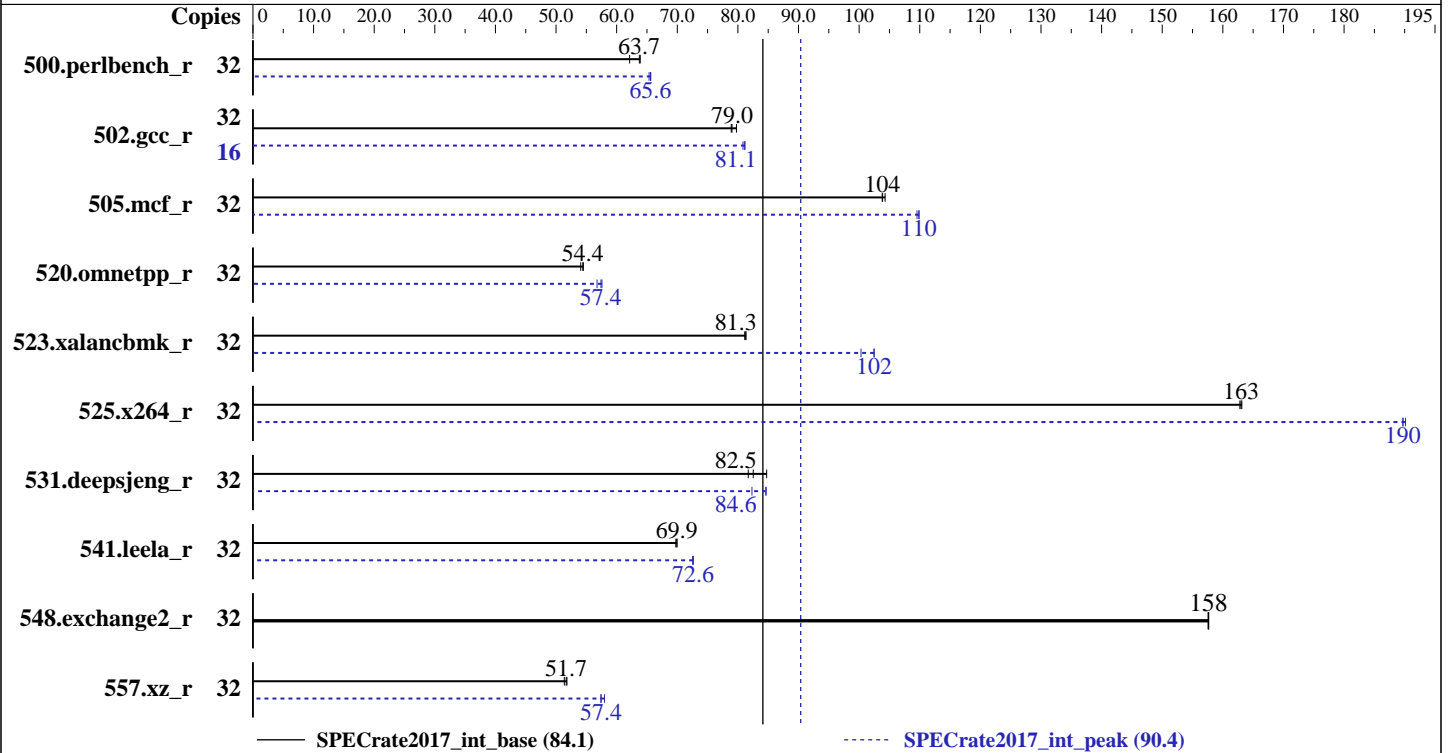 Copies 0 10.0 20.0 30.0 40.0 50.0 60.0 70.0 80.0 90.0 100 110 120 130 140 150 160 170 180 195
63.7
500.perlbench_r 32
65.6
32 79.0
502.gcc_r
16 81.1
104
505.mcf_r 32
110
54.4
520.omnetpp_r 32
57.4
81.3
523.xalancbmk_r 32
102
163
525.x264_r 32
190
82.5
531.deepsjeng_r 32
84.6
69.9
541.leela_r 32
72.6
158
548.exchange2_r 32
51.7
557.xz_r 32
57.4
SPECrate2017_int_base (84.1) SPECrate2017_int_peak (90.4)